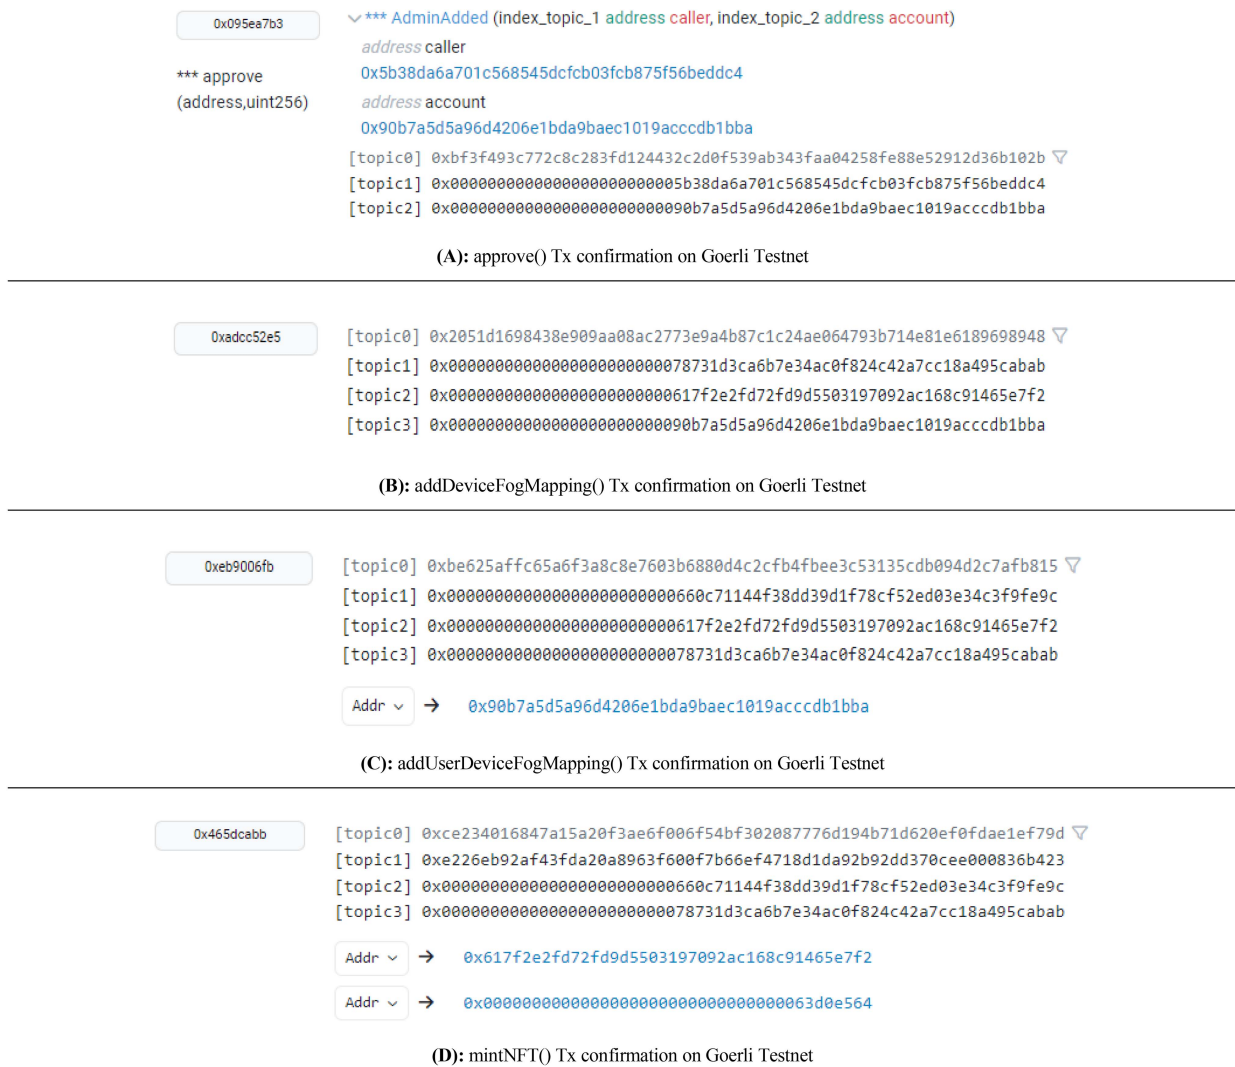 0x095ea7b3
*** approve
(address,uint256)
*** AdminAdded (index_topic_1 address caller, index_topic_2 address account)
address caller
0x5b38da6a701c568545dcfcb03fcb875f56beddc4
address account
0x90b7a5d5a96d4206e1bda9baec1019acccdb1bba
[topic0] 0xbf3f493c772c8c283fd124432c2d0f539ab343faa04258fe88e52912d36b102b
[topic1] 0x0000000000000000000000005b38da6a701c568545dcfcb03fcb875f56beddc4
[topic2] 0x00000000000000000000000090b7a5d5a96d4206e1bda9baec1019acccdb1bba
(A): approve() Tx confirmation on Goerli Testnet
0xadcc52e5
[topic0] 0x2051d1698438e909aa08ac2773e9a4b87c1c24ae064793b714e81e6189698948
[topic1] 0x00000000000000000000000078731d3ca6b7e34ac0f824c42a7cc18a495cabab
[topic2] 0x000000000000000000000000617f2e2fd72fd9d5503197092ac168c91465e7f2
[topic3] 0x00000000000000000000000090b7a5d5a96d4206e1bda9baec1019acccdb1bba
(B): addDeviceFogMapping() Tx confirmation on Goerli Testnet
0xeb9006fb
[topic0] 0xbe625affc65a6f3a8c8e7603b6880d4c2cfb4fbee3c53135cdb094d2c7afb815
[topic1] 0x000000000000000000000000660c71144f38dd39d1f78cf52ed03e34c3f9fe9c
[topic2] 0x000000000000000000000000617f2e2fd72fd9d5503197092ac168c91465e7f2
[topic3] 0x00000000000000000000000078731d3ca6b7e34ac0f824c42a7cc18a495cabab
Addr → 0x90b7a5d5a96d4206e1bda9baec1019acccdb1bba
(C): addUserDeviceFogMapping() Tx confirmation on Goerli Testnet
0x465dcabb
[topic0] 0xce234016847a15a20f3ae6f006f54bf302087776d194b71d620ef0fdae1ef79d
[topic1] 0xe226eb92af43fda20a8963f600f7b66ef4718d1da92b92dd370cee000836b423
[topic2] 0x000000000000000000000000660c71144f38dd39d1f78cf52ed03e34c3f9fe9c
[topic3] 0x00000000000000000000000078731d3ca6b7e34ac0f824c42a7cc18a495cabab
Addr → 0x617f2e2fd72fd9d5503197092ac168c91465e7f2
Addr → 0x0000000000000000000000000000000063d0e564
(D): mintNFT() Tx confirmation on Goerli Testnet